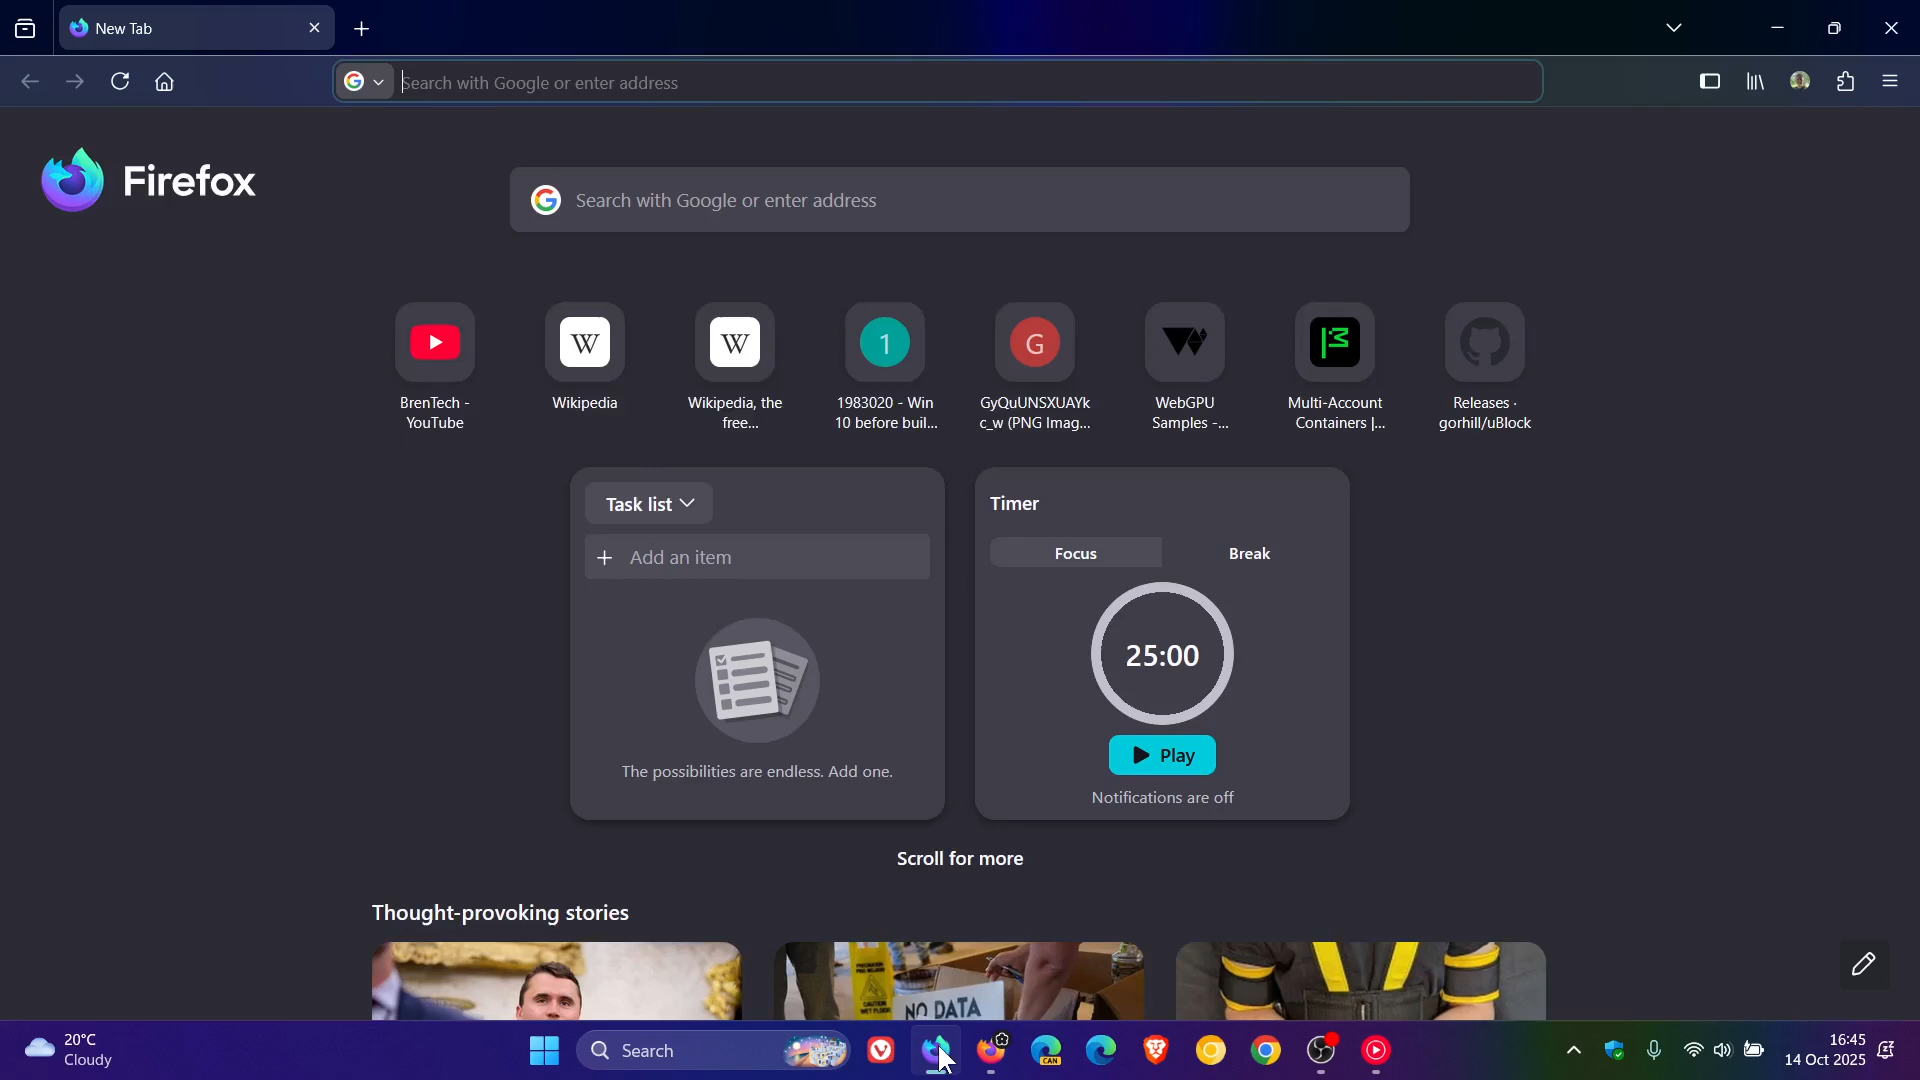 New Tab
Search with Google or enter address
Firefox
Search with Google or enter address
BrenTech -
YouTube
Wikipedia
Wikipedia, the
free...
1
1983020 - Win
10 before buil...
G
GyQuUNSXUAYk
c_w (PNG Imag...
WebGPU
Samples -...
Multi-Account
Containers |...
Releases ·
gorhill/uBlock
Task list
Add an item
The possibilities are endless. Add one.
Timer
Focus
Break
25:00
Play
Notifications are off
Scroll for more
Thought-provoking stories
NO DATA
20°C
Cloudy
Search
CAN
16:45
14 Oct 2025